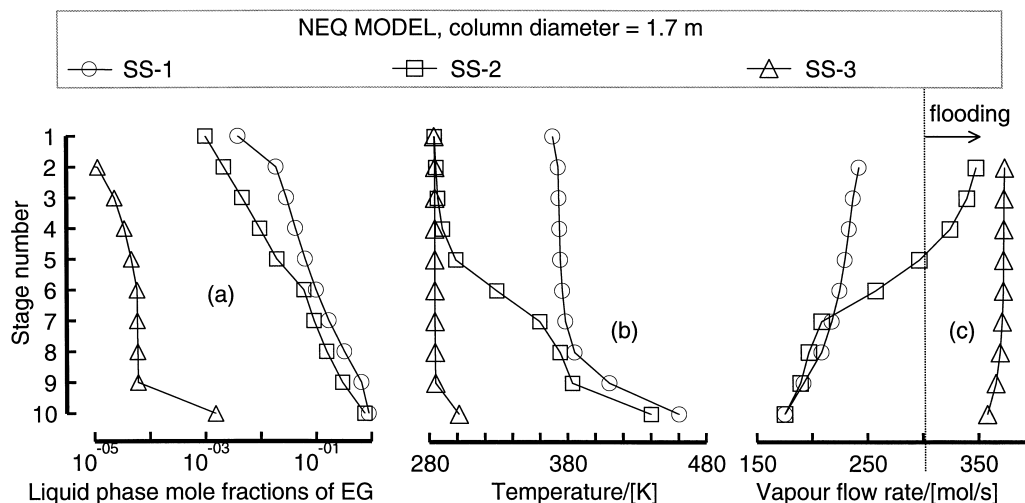 NEQ MODEL, column diameter = 1.7 m
SS-1 SS-2 SS-3
flooding
Stage number
1
2
3
4
5
6
7
8
9
10
(a)
(b)
(c)
10-05 10-03 10-01
280 380 480
150 250 350
Liquid phase mole fractions of EG
Temperature/[K]
Vapour flow rate/[mol/s]